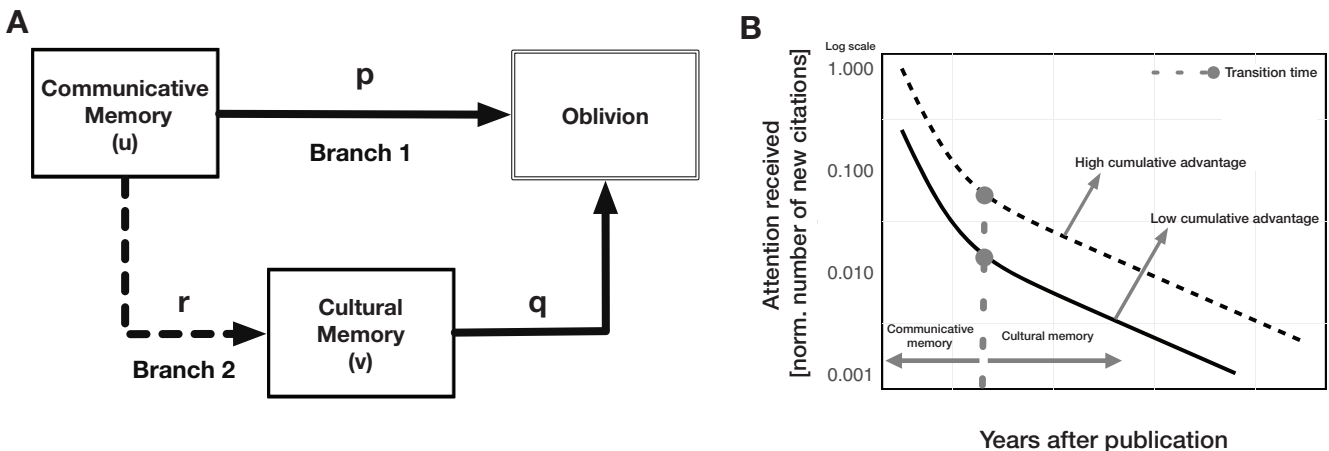 A
Communicative
Memory
(u)
p
Branch 1
Oblivion
r
Branch 2
Cultural
Memory
(v)
q
B
Log scale
Attention received
[norm. number of new citations]
1.000
0.100
0.010
0.001
Transition time
High cumulative advantage
Low cumulative advantage
Communicative
memory
Cultural memory
Years after publication